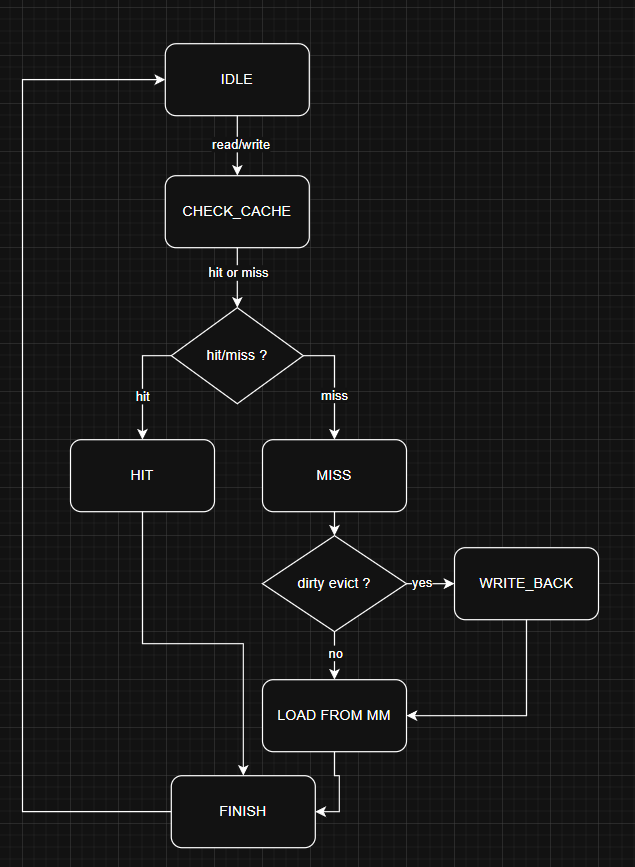 IDLE
read/write
CHECK_CACHE
hit or miss
hit/miss ?
hit
miss
HIT
MISS
dirty evict ?
yes
WRITE_BACK
no
LOAD FROM MM
FINISH